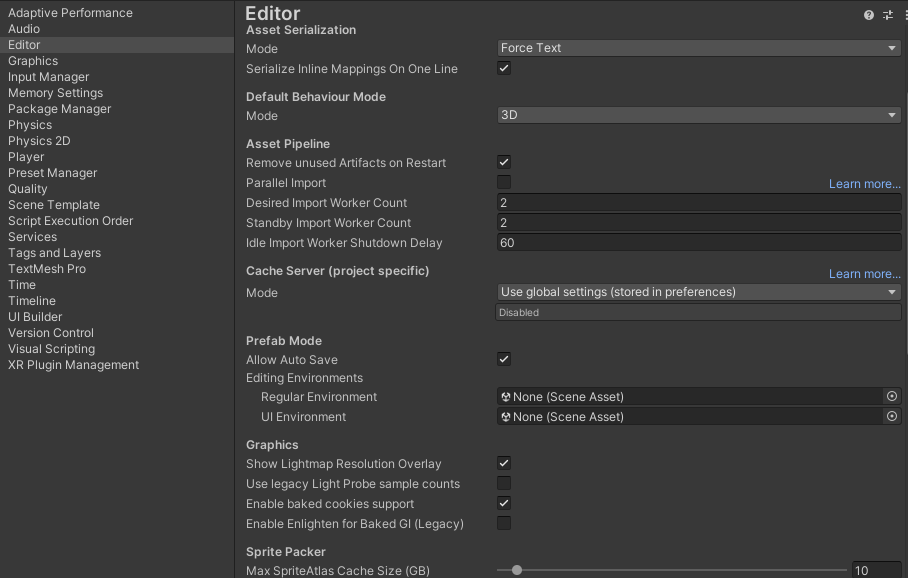 Adaptive Performance
Audio
Editor
Graphics
Input Manager
Memory Settings
Package Manager
Physics
Physics 2D
Player
Preset Manager
Quality
Scene Template
Script Execution Order
Services
Tags and Layers
TextMesh Pro
Time
Timeline
UI Builder
Version Control
Visual Scripting
XR Plugin Management
Editor
Asset Serialization
Mode Force Text
Serialize Inline Mappings On One Line
Default Behaviour Mode
Mode 3D
Asset Pipeline
Remove unused Artifacts on Restart
Parallel Import Learn more...
Desired Import Worker Count 2
Standby Import Worker Count 2
Idle Import Worker Shutdown Delay 60
Cache Server (project specific) Learn more...
Mode Use global settings (stored in preferences)
Disabled
Prefab Mode
Allow Auto Save
Editing Environments
Regular Environment None (Scene Asset)
UI Environment None (Scene Asset)
Graphics
Show Lightmap Resolution Overlay
Use legacy Light Probe sample counts
Enable baked cookies support
Enable Enlighten for Baked GI (Legacy)
Sprite Packer
Max SpriteAtlas Cache Size (GB) 10